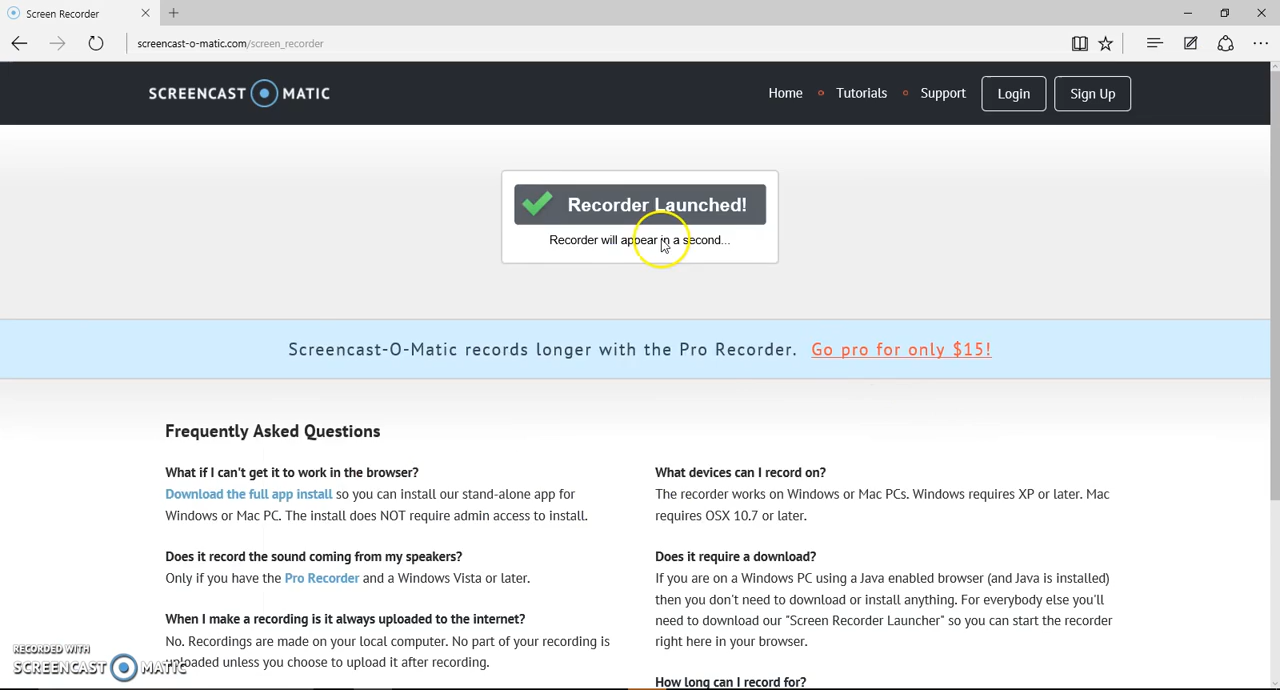 Screen Recorder
screencast-o-matic.com/screen_recorder
SCREENCAST MATIC
Home
Tutorials
Support
Login
Sign Up
Recorder Launched!
Recorder will appear in a second...
Screencast-O-Matic records longer with the Pro Recorder. Go pro for only $15!
Frequently Asked Questions
What if I can't get it to work in the browser?
Download the full app install so you can install our stand-alone app for
Windows or Mac PC. The install does NOT require admin access to install.
Does it record the sound coming from my speakers?
Only if you have the Pro Recorder and a Windows Vista or later.
When I make a recording is it always uploaded to the internet?
No. Recordings are made on your local computer. No part of your recording is
uploaded unless you choose to upload it after recording.
What devices can I record on?
The recorder works on Windows or Mac PCs. Windows requires XP or later. Mac
requires OSX 10.7 or later.
Does it require a download?
If you are on a Windows PC using a Java enabled browser (and Java is installed)
then you don't need to download or install anything. For everybody else you'll
need to download our "Screen Recorder Launcher" so you can start the recorder
right here in your browser.
How long can I record for?
RECORDED WITH
SCREENCAST MATIC